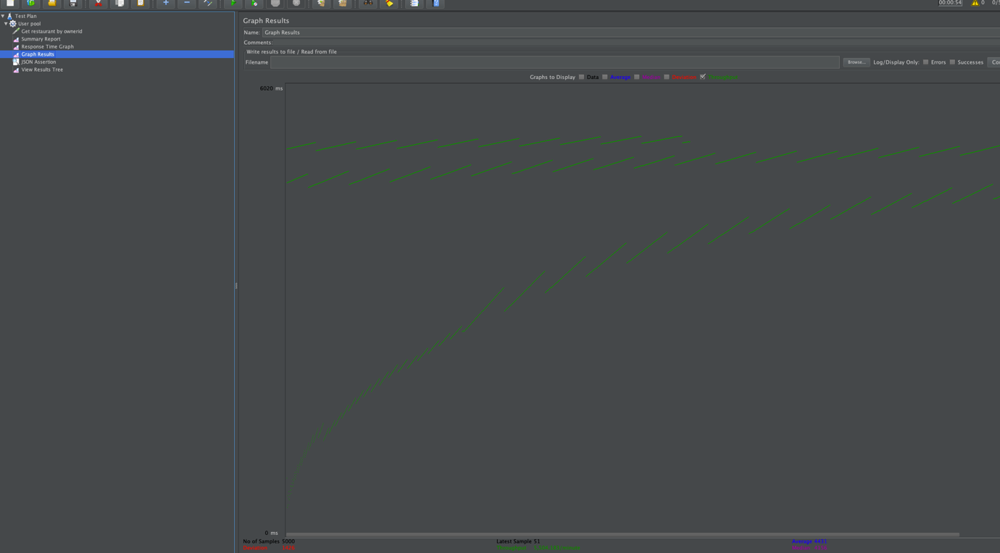 00:00:54 0 0/5
Test Plan
User pool
Get restaurant by ownerid
Summary Report
Response Time Graph
Graph Results
JSON Assertion
View Results Tree
Graph Results
Name: Graph Results
Comments:
Write results to file / Read from file
Filename Browse... Log/Display Only: Errors Successes Co
Graphs to Display Data Average Median Deviation Throughput
6020 ms
0 ms
No of Samples 5000 Latest Sample 51 Average 4431
Deviation Throughput Median